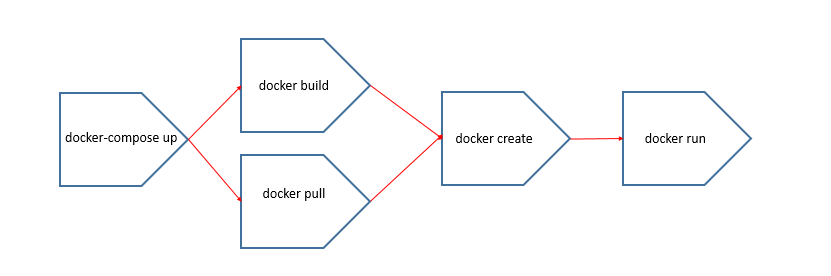 docker-compose up
docker build
docker pull
docker create
docker run